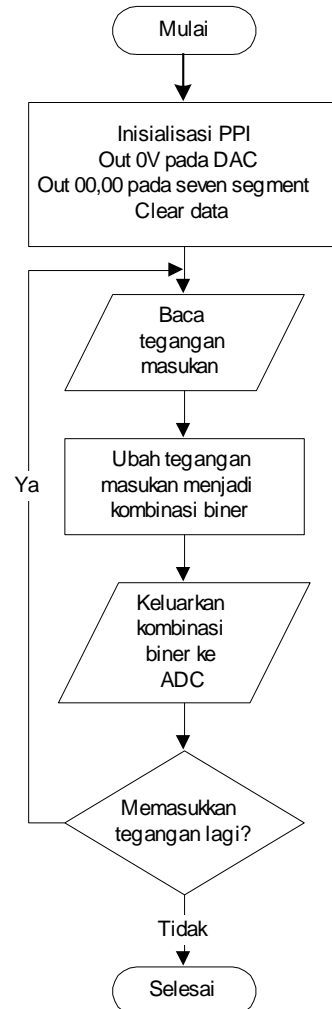 Mulai
Inisialisasi PPI
Out 0V pada DAC
Out 00,00 pada seven segment
Clear data
Baca
tegangan
masukan
Ya
Ubah tegangan
masukan menjadi
kombinasi biner
Keluarkan
kombinasi
biner ke
ADC
Memasukkan
tegangan lagi?
Tidak
Selesai